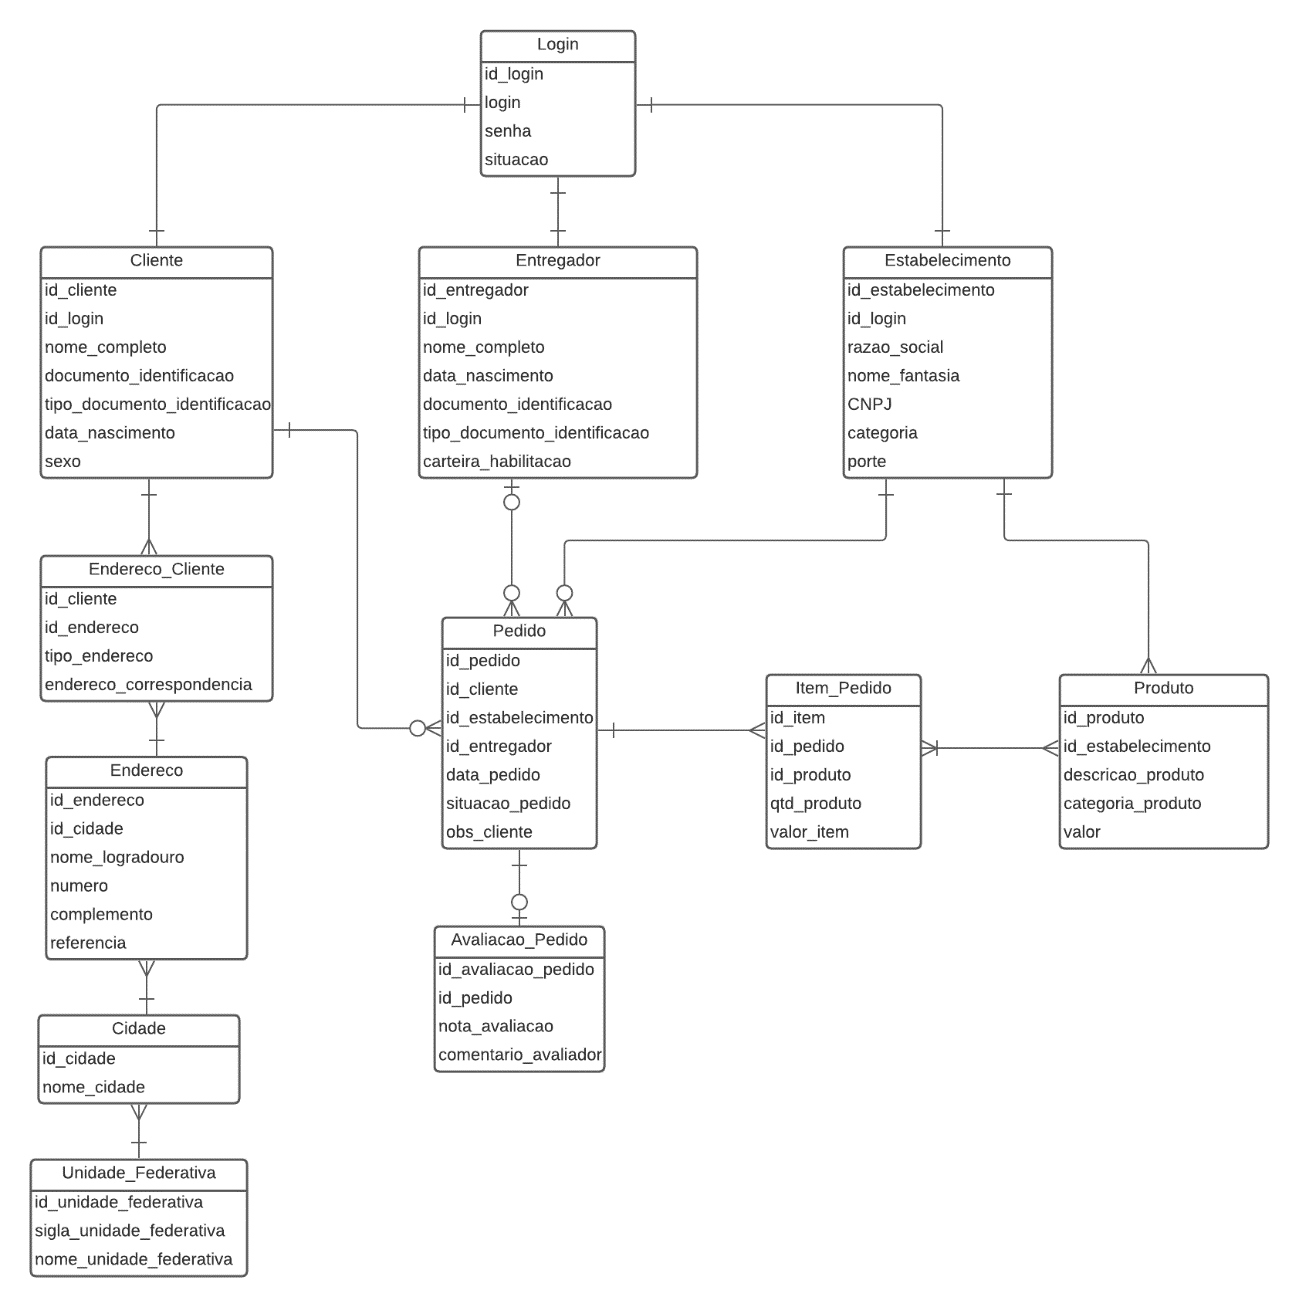 Login
id_login
login
senha
situacao
Cliente
id_cliente
id_login
nome_completo
documento_identificacao
tipo_documento_identificacao
data_nascimento
sexo
Entregador
id_entregador
id_login
nome_completo
data_nascimento
documento_identificacao
tipo_documento_identificacao
carteira_habilitacao
Estabelecimento
id_estabelecimento
id_login
razao_social
nome_fantasia
CNPJ
categoria
porte
Endereco_Cliente
id_cliente
id_endereco
tipo_endereco
endereco_correspondencia
Pedido
id_pedido
id_cliente
id_estabelecimento
id_entregador
data_pedido
situacao_pedido
obs_cliente
Item_Pedido
id_item
id_pedido
id_produto
qtd_produto
valor_item
Produto
id_produto
id_estabelecimento
descricao_produto
categoria_produto
valor
Endereco
id_endereco
id_cidade
nome_logradouro
numero
complemento
referencia
Avaliacao_Pedido
id_avaliacao_pedido
id_pedido
nota_avaliacao
comentario_avaliador
Cidade
id_cidade
nome_cidade
Unidade_Federativa
id_unidade_federativa
sigla_unidade_federativa
nome_unidade_federativa